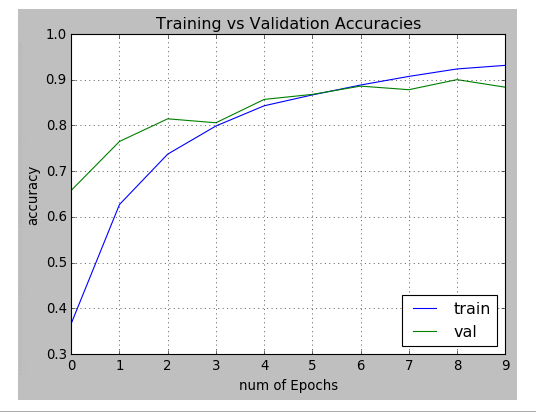 Training vs Validation Accuracies
1.0
0.9
0.8
0.7
0.6
0.5
0.4
0.3
accuracy
train
val
0 1 2 3 4 5 6 7 8 9
num of Epochs